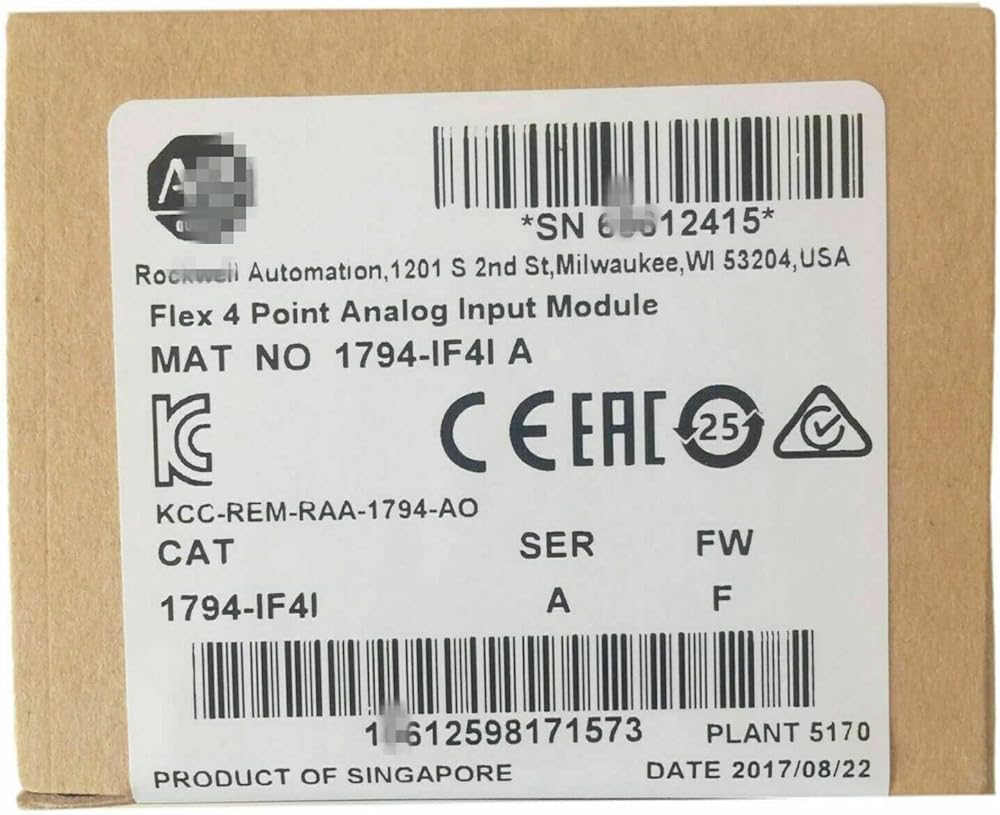 *SN 612415*
Rockwell Automation,1201 S 2nd St,Milwaukee,WI 53204,USA
Flex 4 Point Analog Input Module
MAT NO 1794-IF4I A
CE EAC 25
KCC-REM-RAA-1794-AO
CAT SER FW
1794-IF4I A F
PLANT 5170
PRODUCT OF SINGAPORE DATE 2017/08/22